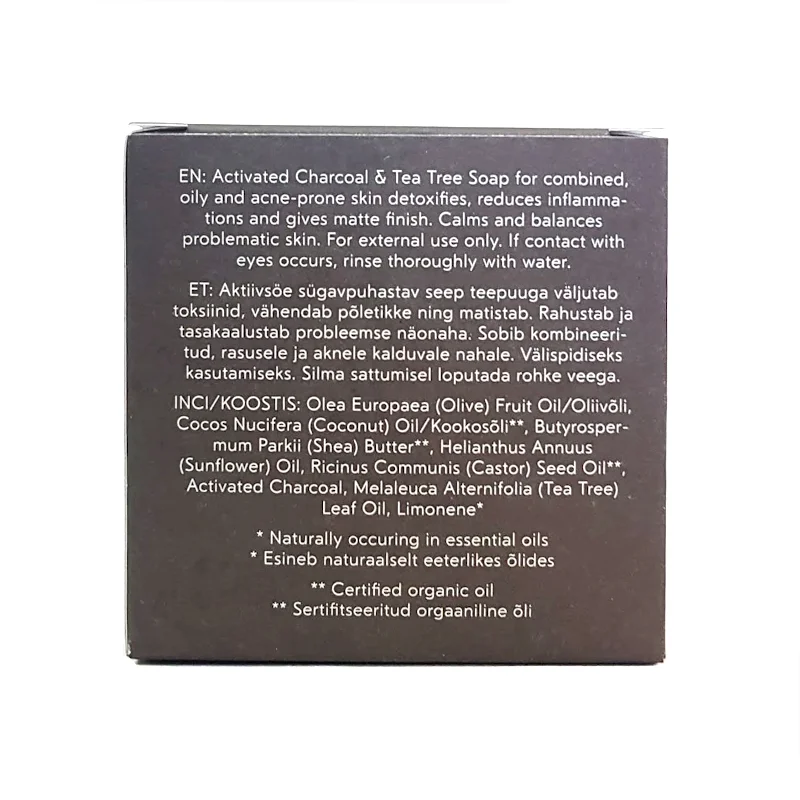 EN: Activated Charcoal & Tea Tree Soap for combined,
oily and acne-prone skin detoxifies, reduces inflamma-
tions and gives matte finish. Calms and balances
problematic skin. For external use only. If contact with
eyes occurs, rinse thoroughly with water.
ET: Aktiivsöe sügavpuhastav seep teepuuga väljutab
toksiinid, vähendab põletikke ning matistab. Rahustab ja
tasakaalustab probleemse näonaha. Sobib kombineeri-
tud, rasusele ja aknele kalduvale nahale. Välispidiseks
kasutamiseks. Silma sattumisel loputada rohke veega.
INCI/KOOSTIS: Olea Europaea (Olive) Fruit Oil/Oliivõli,
Cocos Nucifera (Coconut) Oil/Kookosõli**, Butyrosper-
mum Parkii (Shea) Butter**, Helianthus Annuus
(Sunflower) Oil, Ricinus Communis (Castor) Seed Oil**,
Activated Charcoal, Melaleuca Alternifolia (Tea Tree)
Leaf Oil, Limonene*
* Naturally occuring in essential oils
* Esineb naturaalselt eeterlikes õlides
** Certified organic oil
** Sertifitseeritud orgaaniline õli